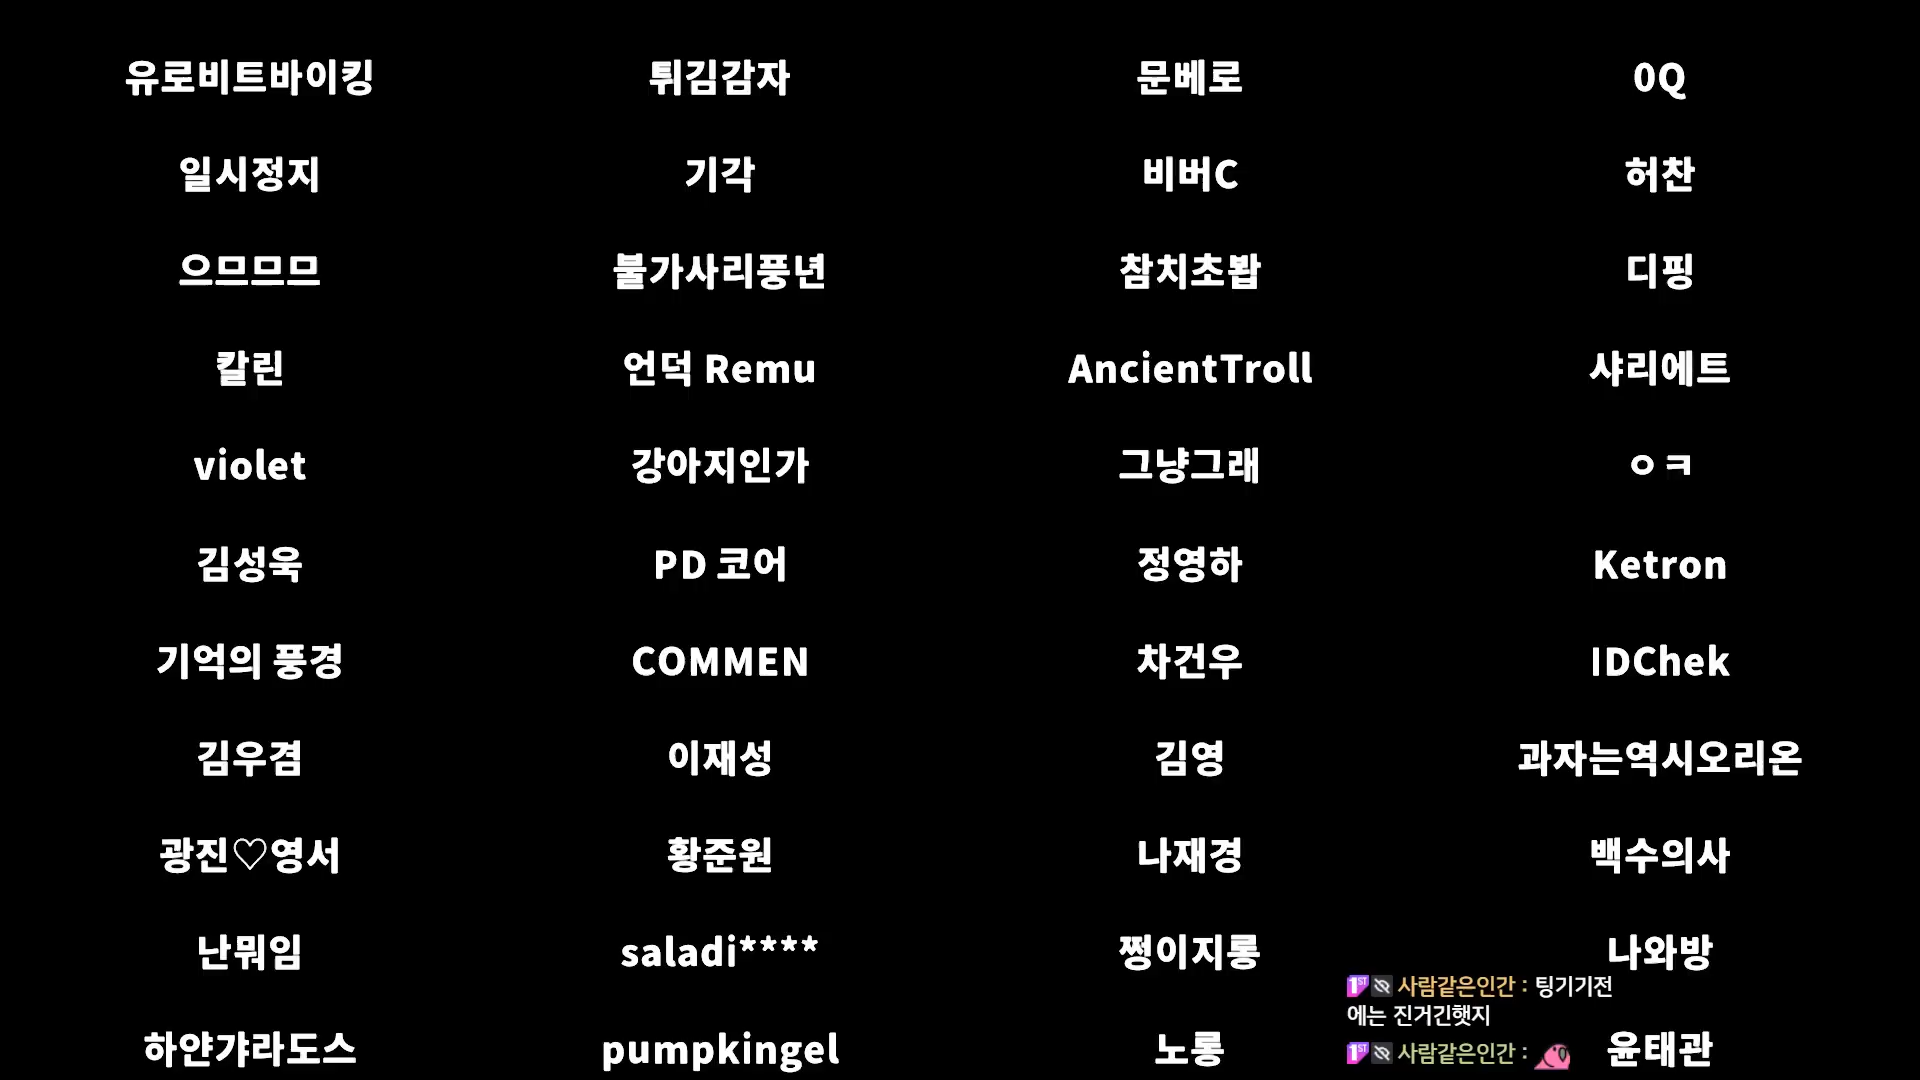 유로비트바이킹 튀김감자 문베로 0Q
일시정지 기각 비버C 허찬
으므므므 불가사리풍년 참치초밥 디핑
칼린 언덕 Remu AncientTroll 샤리에트
violet 강아지인가 그냥그래 ㅇㅋ
김성욱 PD 코어 정영하 Ketron
기억의 풍경 COMMEN 차건우 IDChek
김우겸 이재성 김영 과자는역시오리온
광진♡영서 황준원 나재경 백수의사
난뭐임 saladi**** 쩡이지롱 나와방
1ST 사람같은인간 : 팅기기전
에는 진거긴햇지
하얀갸라도스 pumpkingel 노롱 윤태관
1ST 사람같은인간 :